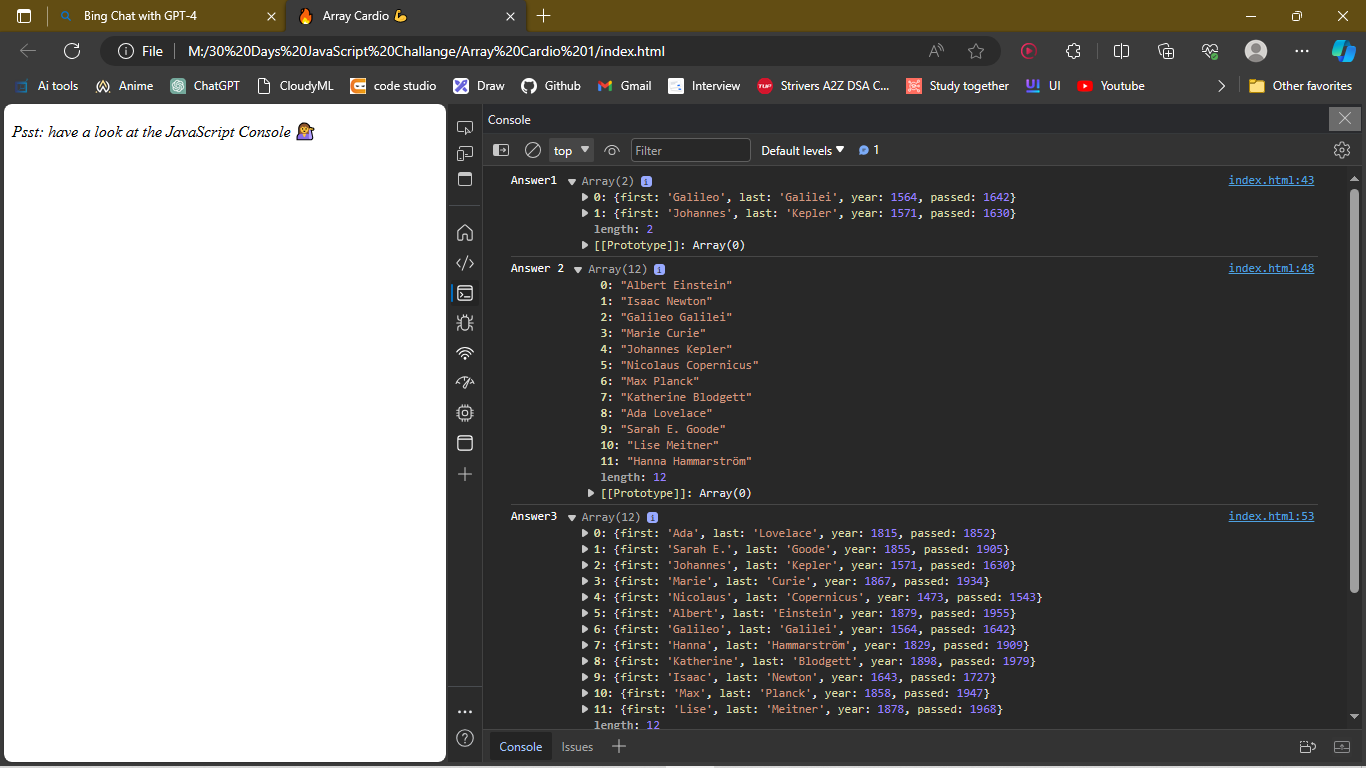 Bing Chat with GPT-4
Array Cardio 💪
File M:/30%20Days%20JavaScript%20Challange/Array%20Cardio%201/index.html
Ai tools Anime ChatGPT CloudyML code studio Draw Github Gmail Interview Strivers A2Z DSA C... Study together UI Youtube Other favorites
Psst: have a look at the JavaScript Console 💁
Console
top Filter Default levels 1
Answer1 Array(2) index.html:43
0: {first: 'Galileo', last: 'Galilei', year: 1564, passed: 1642}
1: {first: 'Johannes', last: 'Kepler', year: 1571, passed: 1630}
length: 2
[[Prototype]]: Array(0)
Answer 2 Array(12) index.html:48
0: "Albert Einstein"
1: "Isaac Newton"
2: "Galileo Galilei"
3: "Marie Curie"
4: "Johannes Kepler"
5: "Nicolaus Copernicus"
6: "Max Planck"
7: "Katherine Blodgett"
8: "Ada Lovelace"
9: "Sarah E. Goode"
10: "Lise Meitner"
11: "Hanna Hammarström"
length: 12
[[Prototype]]: Array(0)
Answer3 Array(12) index.html:53
0: {first: 'Ada', last: 'Lovelace', year: 1815, passed: 1852}
1: {first: 'Sarah E.', last: 'Goode', year: 1855, passed: 1905}
2: {first: 'Johannes', last: 'Kepler', year: 1571, passed: 1630}
3: {first: 'Marie', last: 'Curie', year: 1867, passed: 1934}
4: {first: 'Nicolaus', last: 'Copernicus', year: 1473, passed: 1543}
5: {first: 'Albert', last: 'Einstein', year: 1879, passed: 1955}
6: {first: 'Galileo', last: 'Galilei', year: 1564, passed: 1642}
7: {first: 'Hanna', last: 'Hammarström', year: 1829, passed: 1909}
8: {first: 'Katherine', last: 'Blodgett', year: 1898, passed: 1979}
9: {first: 'Isaac', last: 'Newton', year: 1643, passed: 1727}
10: {first: 'Max', last: 'Planck', year: 1858, passed: 1947}
11: {first: 'Lise', last: 'Meitner', year: 1878, passed: 1968}
length: 12
Console Issues